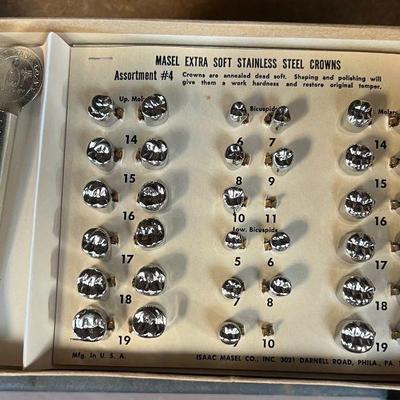 MASEL EXTRA SOFT STAINLESS STEEL CROWNS
Assortment #4
Crowns are annealed dead soft. Shaping and polishing will
give them a work hardness and restore original temper.
Up. Molars
Bicuspids
Molars
14
6 7
14
15
8 9
15
16
10 11
16
Low. Bicuspids
17
5 6
17
18
7 8
18
19
10
19
Mfg. in U. S. A.
ISAAC MASEL CO., INC. 3021 DARNELL ROAD, PHILA., PA.